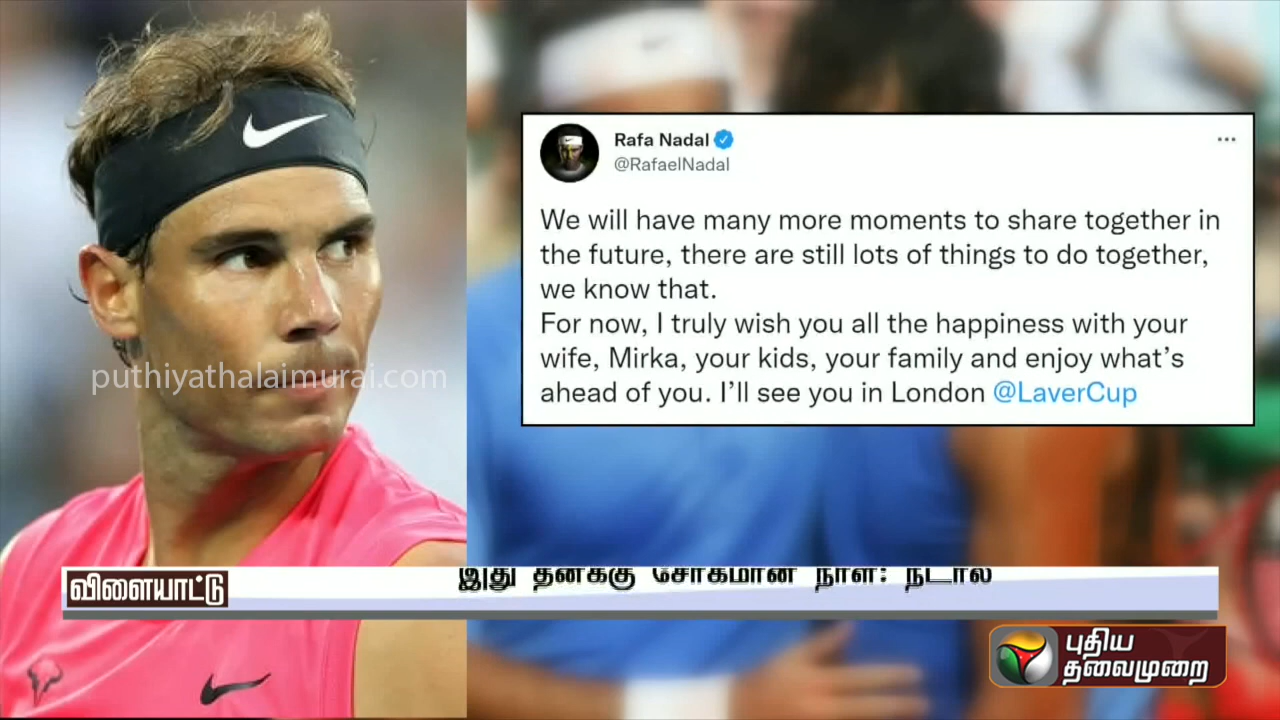 Rafa Nadal
@RafaelNadal
We will have many more moments to share together in
the future, there are still lots of things to do together,
we know that.
For now, I truly wish you all the happiness with your
wife, Mirka, your kids, your family and enjoy what's
ahead of you. I'll see you in London @LaverCup
puthiyathalaimurai.com
விளையாட்டு
இது தனக்கு சோகமான நாள்: நடால்
புதிய
தலைமுறை